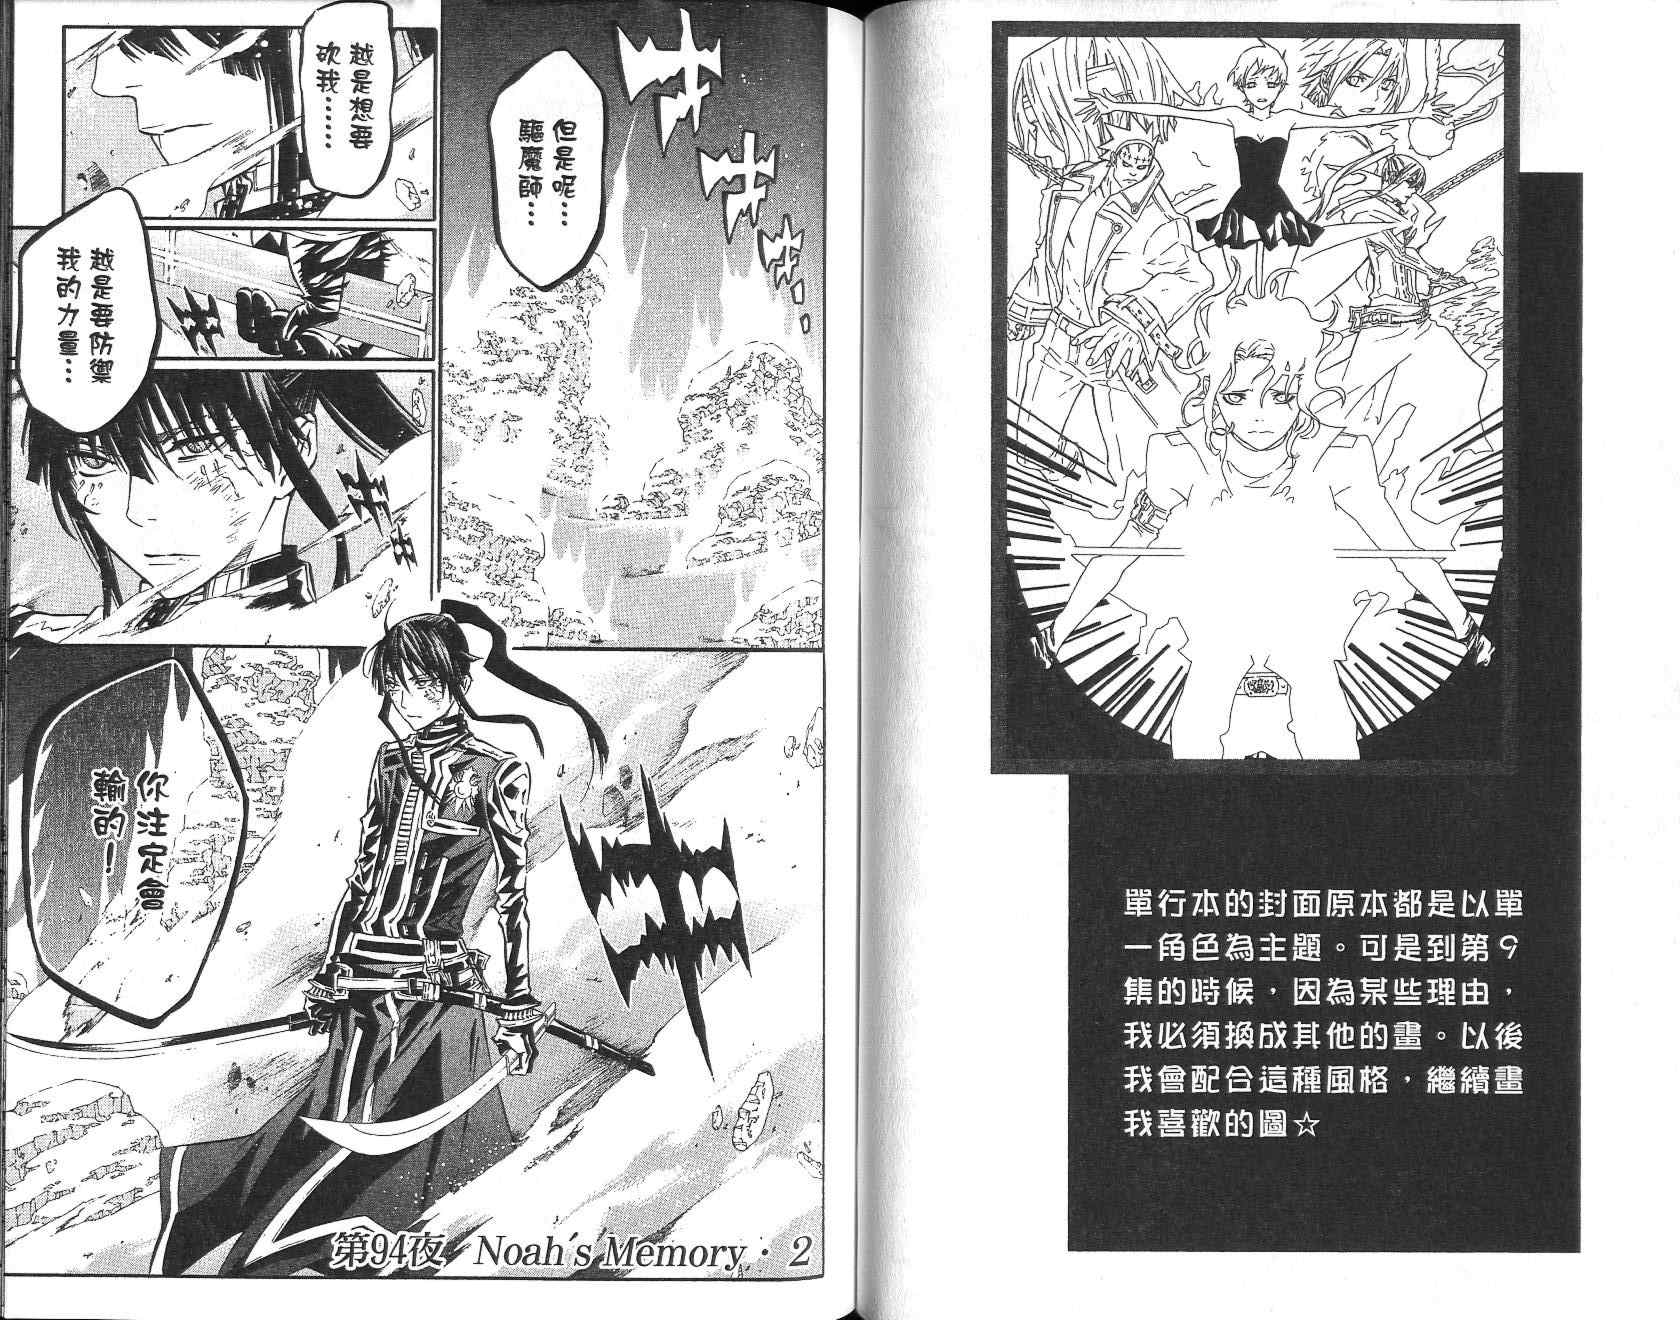 單行本的封面原本都是以單
一角色為主題。可是到第9
集的時候，因為某些理由，
我必須換成其他的畫。以後
我會配合這種風格，繼續畫
我喜歡的圖☆
但是呢…
驅魔師…
越是想要
砍我……
越是要防禦
我的力量…
你注定會
輸的！
第94夜 Noah's Memory・2